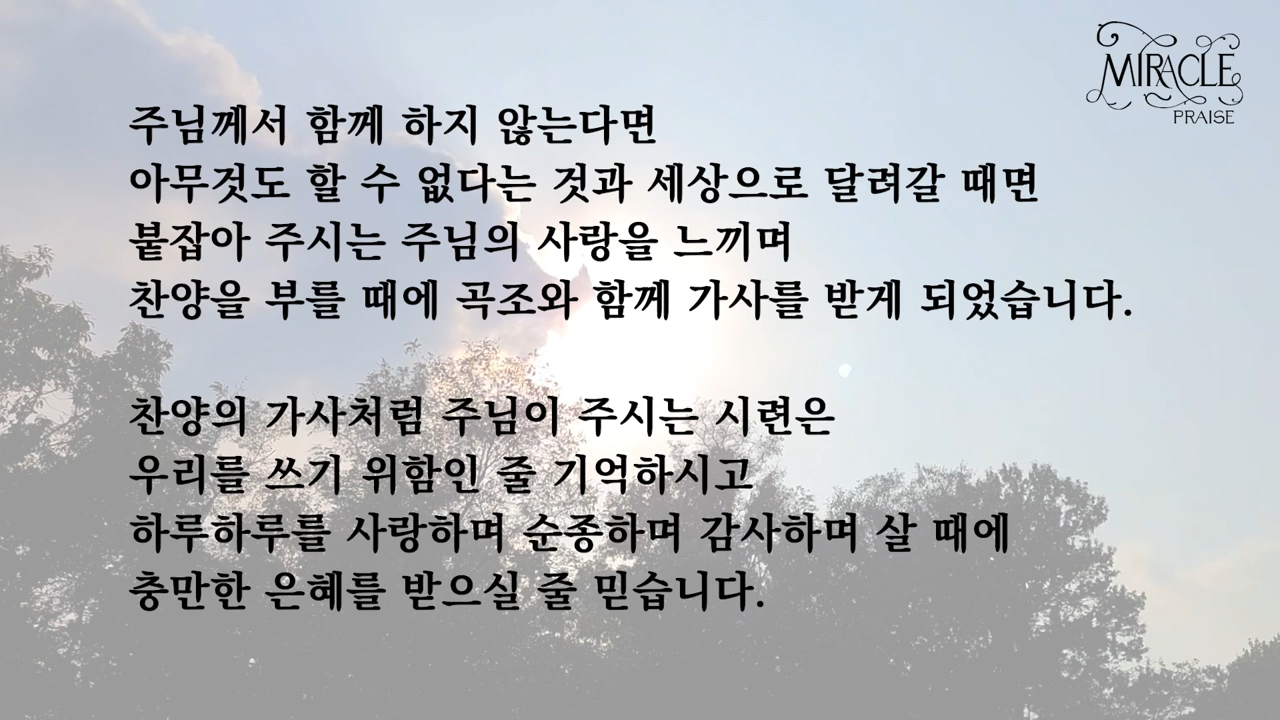 MIRACLE
PRAISE
주님께서 함께 하지 않는다면
아무것도 할 수 없다는 것과 세상으로 달려갈 때면
붙잡아 주시는 주님의 사랑을 느끼며
찬양을 부를 때에 곡조와 함께 가사를 받게 되었습니다.
찬양의 가사처럼 주님이 주시는 시련은
우리를 쓰기 위함인 줄 기억하시고
하루하루를 사랑하며 순종하며 감사하며 살 때에
충만한 은혜를 받으실 줄 믿습니다.